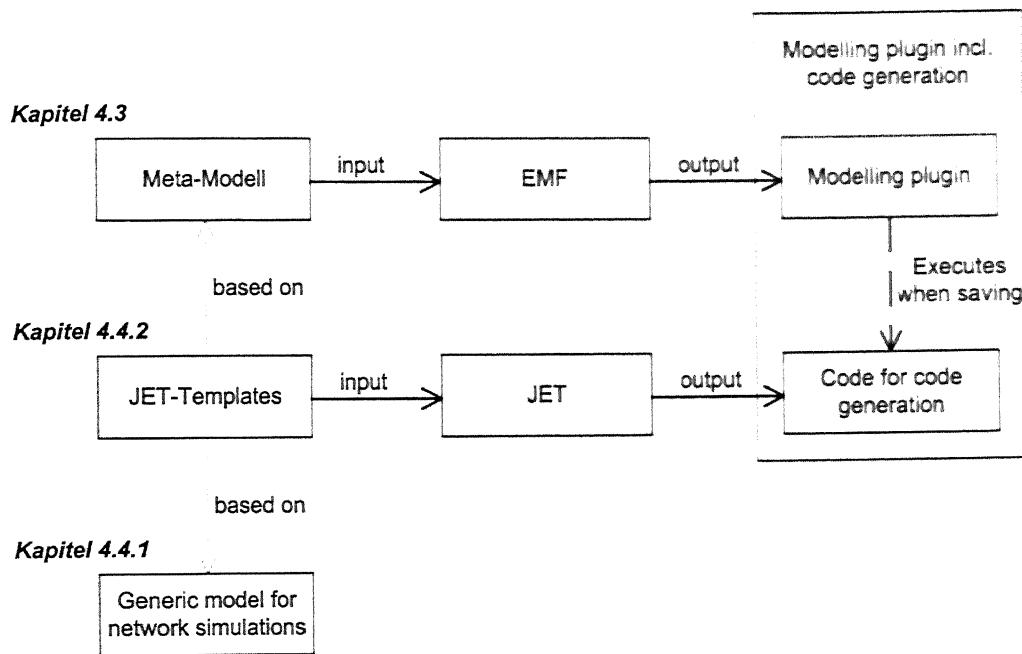 Modelling plugin incl.
code generation
Kapitel 4.3
Meta-Modell
input
EMF
output
Modelling plugin
based on
Executes
when saving
Kapitel 4.4.2
JET-Templates
input
JET
output
Code for code
generation
based on
Kapitel 4.4.1
Generic model for
network simulations